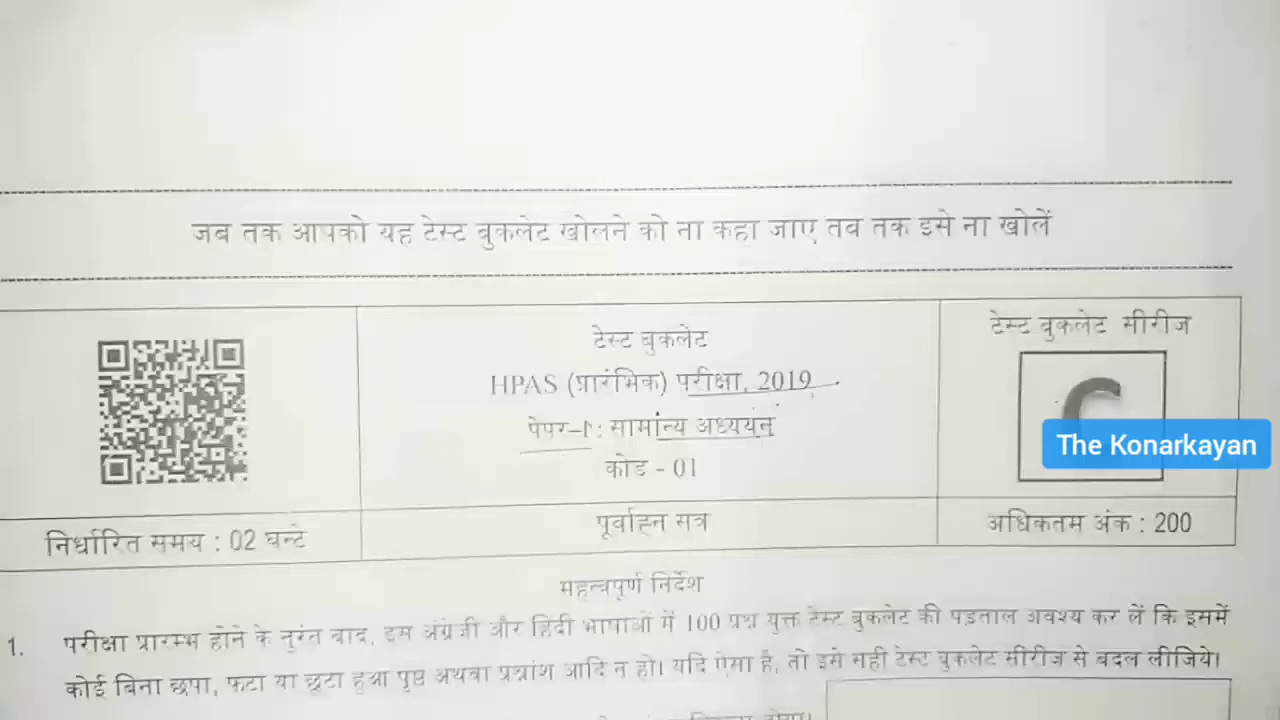 जब तक आपको यह टेस्ट बुकलेट खोलने को ना कहा जाए तब तक इसे ना खोलें
टेस्ट बुकलेट
HPAS (प्रारंभिक) परीक्षा, 2019
पेपर-I : सामान्य अध्ययन
कोड - 01
टेस्ट बुकलेट सीरीज
C
The Konarkayan
निर्धारित समय : 02 घन्टे
पूर्वाह्न सत्र
अधिकतम अंक : 200
महत्वपूर्ण निर्देश
1. परीक्षा प्रारम्भ होने के तुरंत बाद, इस अंग्रेजी और हिंदी भाषाओं में 100 प्रश्न युक्त टेस्ट बुकलेट की पड़ताल अवश्य कर लें कि इसमें
कोई बिना छपा, फटा या छूटा हुआ पृष्ठ अथवा प्रश्नांश आदि न हो। यदि ऐसा है, तो इसे सही टेस्ट बुकलेट सीरीज से बदल लीजिये।